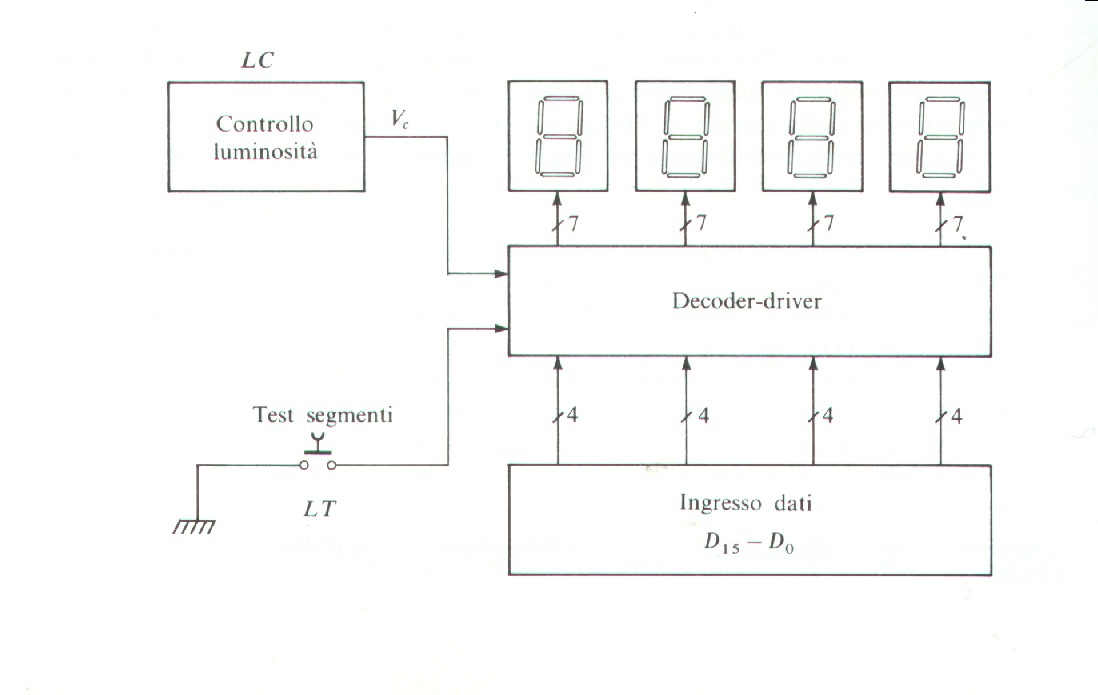 LC
Controllo
luminosità
V_c
7 7 7 7
Decoder-driver
Test segmenti
4 4 4 4
LT
Ingresso dati
D_15 – D_0